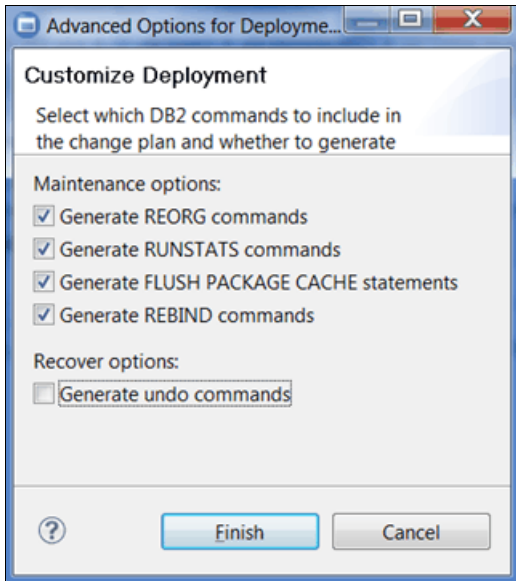 Advanced Options for Deployme...
Customize Deployment
Select which DB2 commands to include in
the change plan and whether to generate
Maintenance options:
Generate REORG commands
Generate RUNSTATS commands
Generate FLUSH PACKAGE CACHE statements
Generate REBIND commands
Recover options:
Generate undo commands
?
Finish Cancel